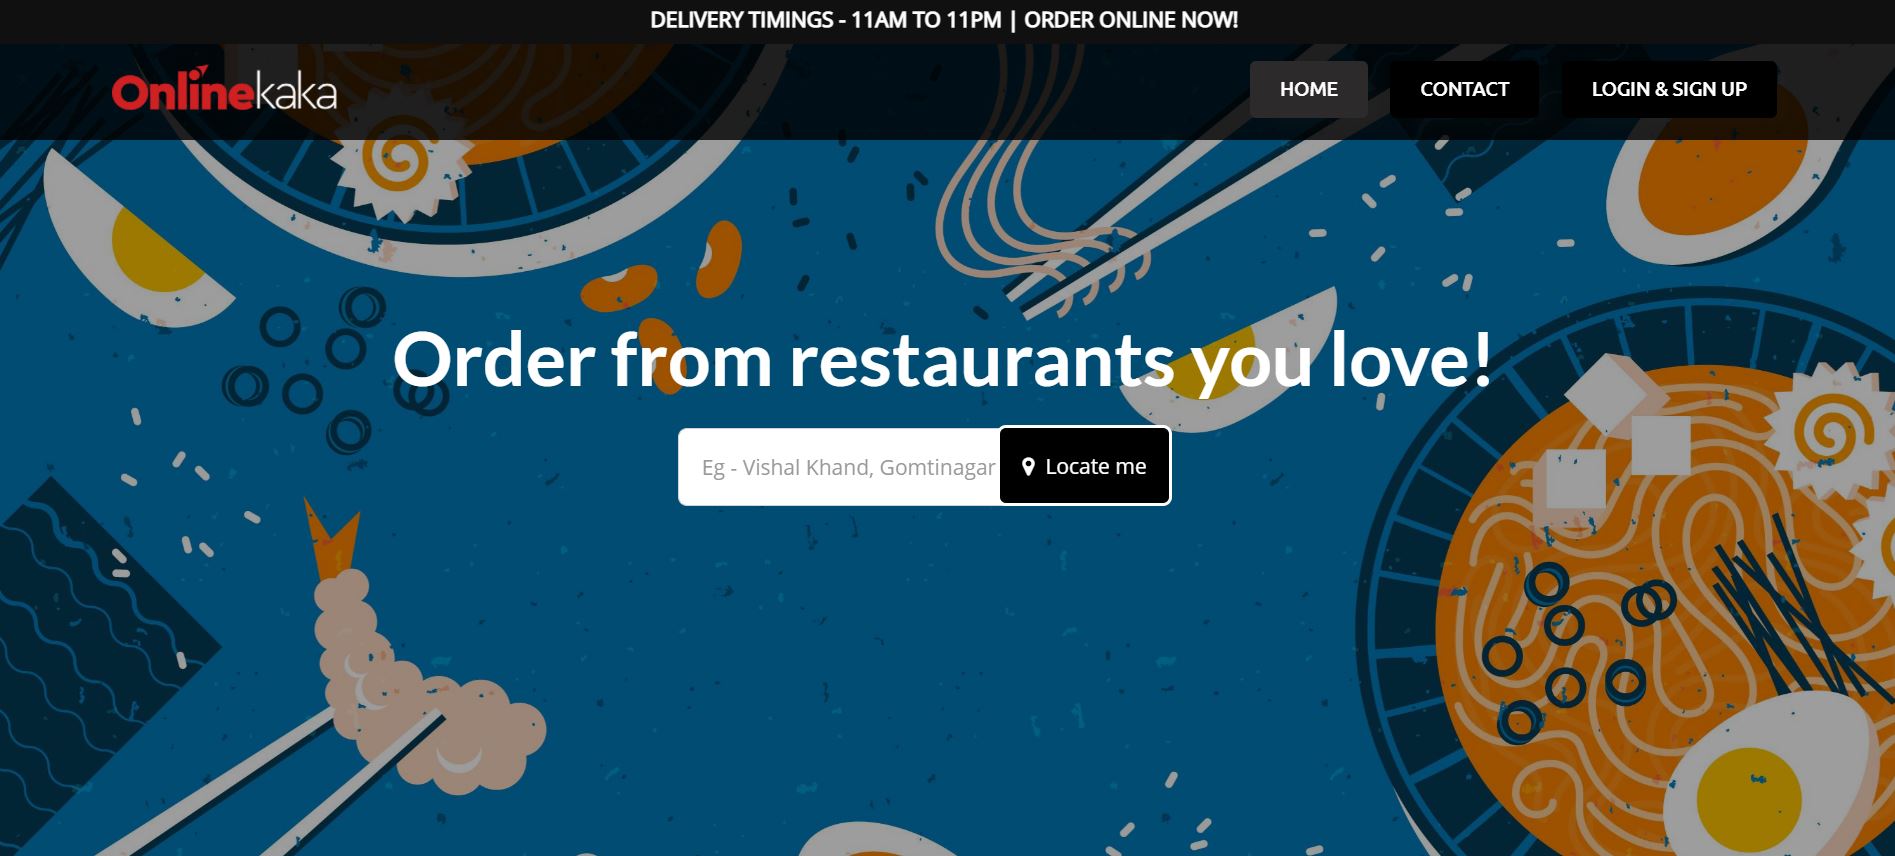 DELIVERY TIMINGS - 11AM TO 11PM | ORDER ONLINE NOW!
Onlinekaka
HOME
CONTACT
LOGIN & SIGN UP
Order from restaurants you love!
Eg - Vishal Khand, Gomtinagar
Locate me